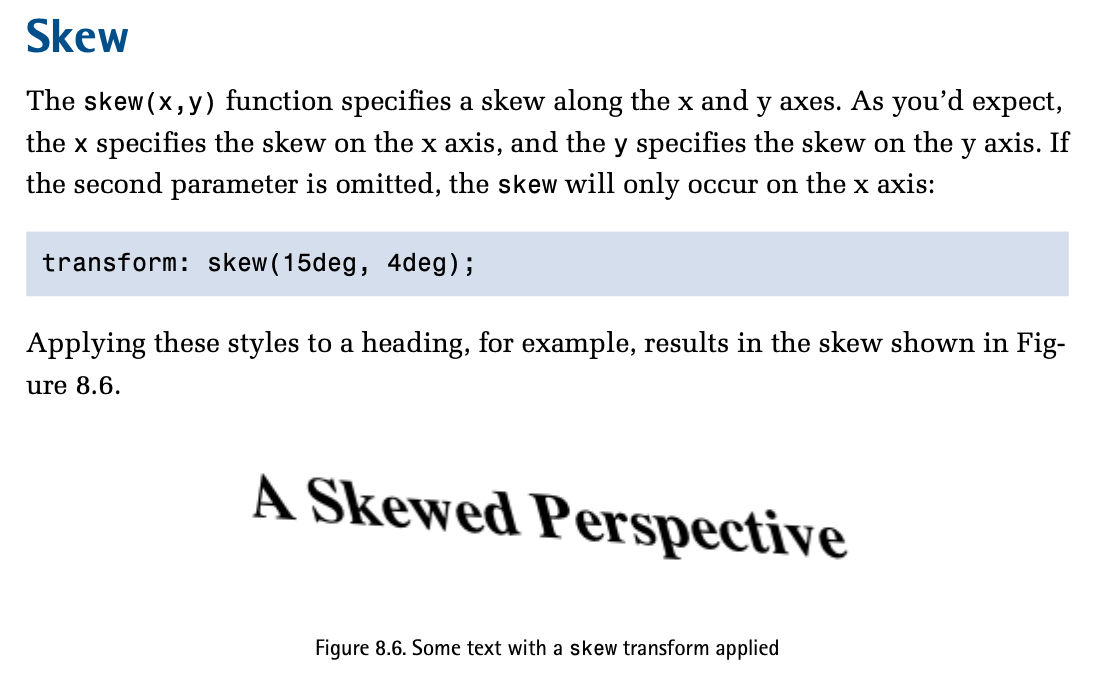 Skew
The skew(x,y) function specifies a skew along the x and y axes. As you’d expect,
the x specifies the skew on the x axis, and the y specifies the skew on the y axis. If
the second parameter is omitted, the skew will only occur on the x axis:
transform: skew(15deg, 4deg);
Applying these styles to a heading, for example, results in the skew shown in Fig-
ure 8.6.
A Skewed Perspective
Figure 8.6. Some text with a skew transform applied